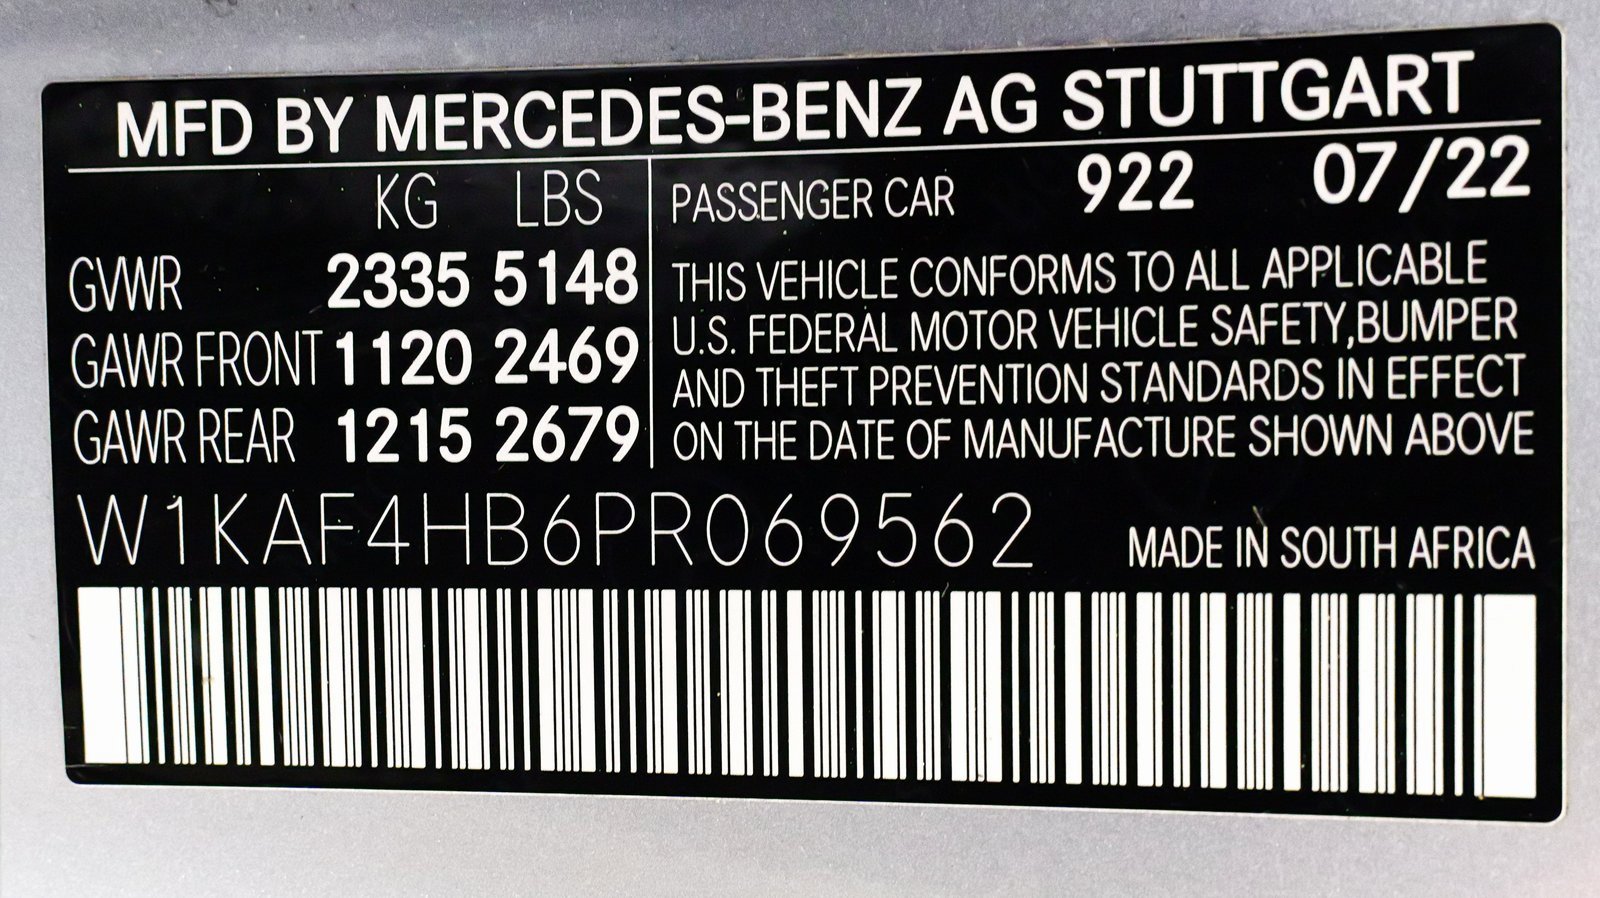 MFD BY MERCEDES-BENZ AG STUTTGART
KG LBS
GVWR 2335 5148
GAWR FRONT 1120 2469
GAWR REAR 1215 2679
PASSENGER CAR 922 07/22
THIS VEHICLE CONFORMS TO ALL APPLICABLE
U.S. FEDERAL MOTOR VEHICLE SAFETY,BUMPER
AND THEFT PREVENTION STANDARDS IN EFFECT
ON THE DATE OF MANUFACTURE SHOWN ABOVE
W1KAF4HB6PR069562
MADE IN SOUTH AFRICA